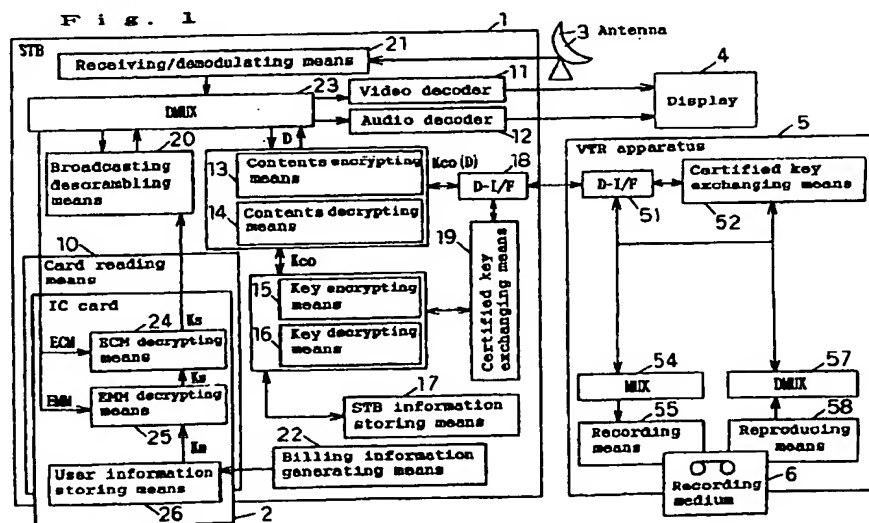 Fig. 1
STB
1
21
Receiving/demodulating means
3
Antenna
23
DMUX
11
Video decoder
Audio decoder
12
4
Display
20
Broadcasting
descrambling
means
D
13
Contents encrypting
means
14
Contents decrypting
means
Kco(D)
18
D-I/F
5
VTR apparatus
D-I/F
51
Certified key
exchanging means
52
10
Card reading
means
Kco
15
Key encrypting
means
16
Key decrypting
means
19
Certified key
exchanging means
IC card
Ks
24
ECM
ECM decrypting
means
EMM
EMM decrypting
means
25
17
STB information
storing means
22
Billing information
generating means
User information
storing means
26
2
54
MUX
57
DMUX
55
Recording
means
58
Reproducing
means
6
Recording
medium